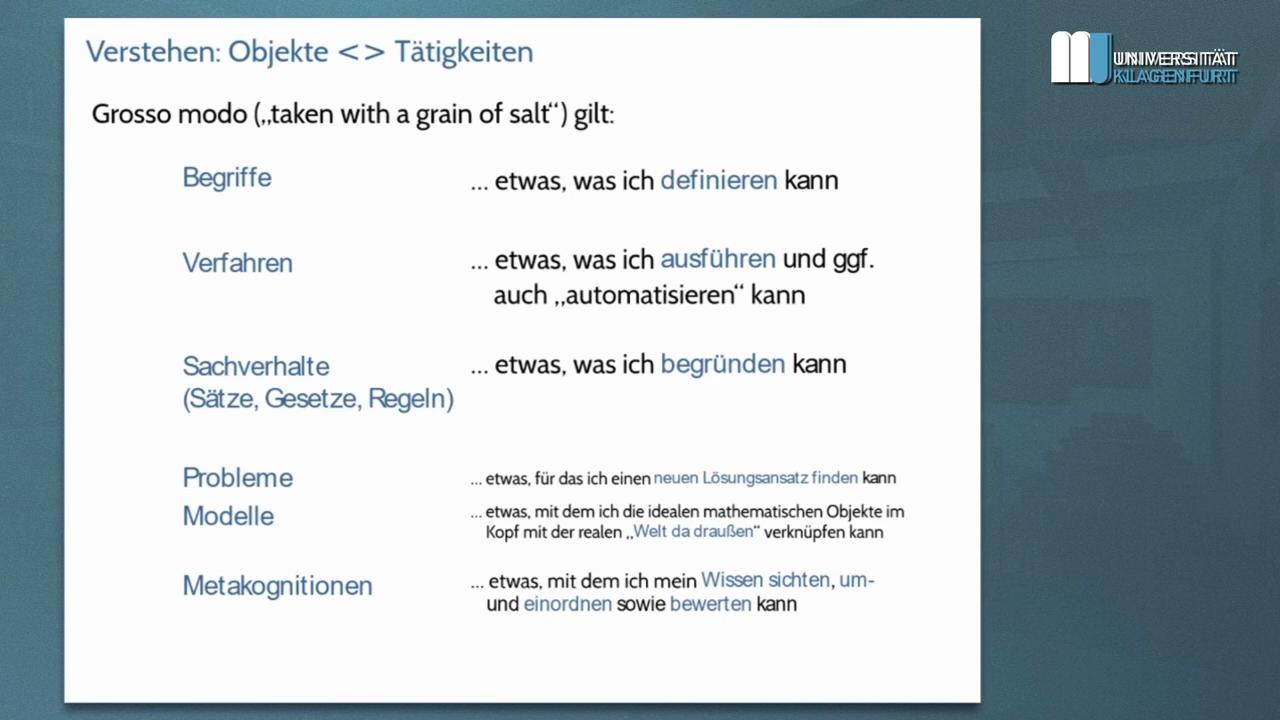 Verstehen: Objekte <> Tätigkeiten
UNIVERSITÄT
KLAGENFURT
Grosso modo („taken with a grain of salt“) gilt:
Begriffe ... etwas, was ich definieren kann
Verfahren ... etwas, was ich ausführen und ggf.
auch „automatisieren“ kann
Sachverhalte ... etwas, was ich begründen kann
(Sätze, Gesetze, Regeln)
Probleme ... etwas, für das ich einen neuen Lösungsansatz finden kann
Modelle ... etwas, mit dem ich die idealen mathematischen Objekte im
Kopf mit der realen „Welt da draußen“ verknüpfen kann
Metakognitionen ... etwas, mit dem ich mein Wissen sichten, um-
und einordnen sowie bewerten kann